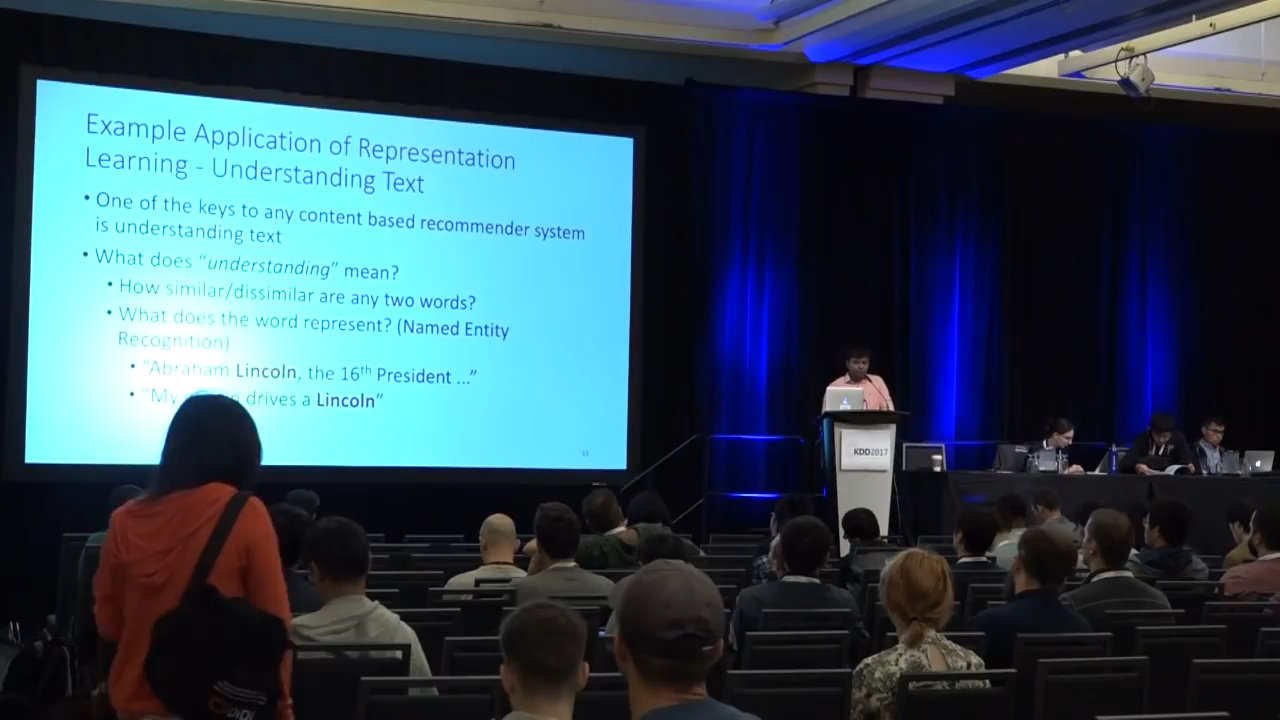 Example Application of Representation
Learning - Understanding Text
• One of the keys to any content based recommender system
is understanding text
• What does “understanding” mean?
• How similar/dissimilar are any two words?
• What does the word represent? (Named Entity
Recognition)
• “Abraham Lincoln, the 16th President ...”
• “My drives a Lincoln”
KDD2017